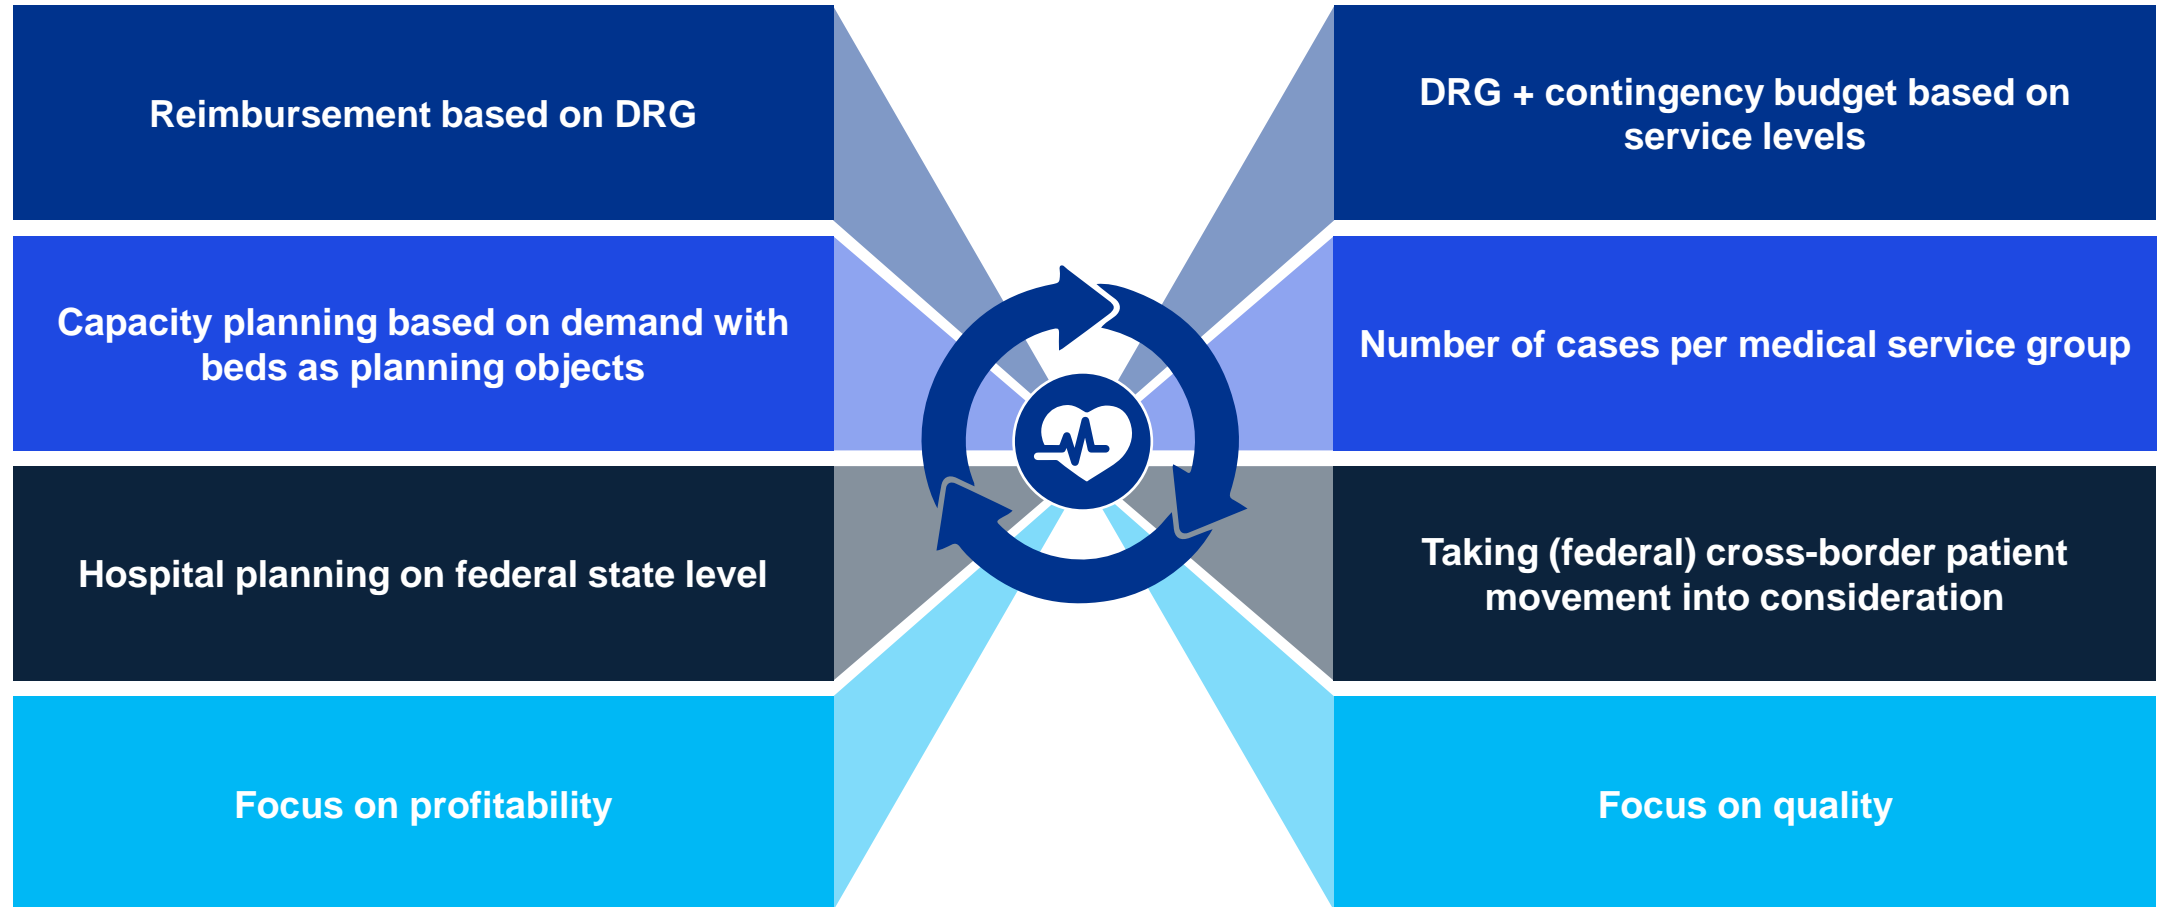 Reimbursement based on DRG
DRG + contingency budget based on
service levels
Capacity planning based on demand with
beds as planning objects
Number of cases per medical service group
Hospital planning on federal state level
Taking (federal) cross-border patient
movement into consideration
Focus on profitability
Focus on quality